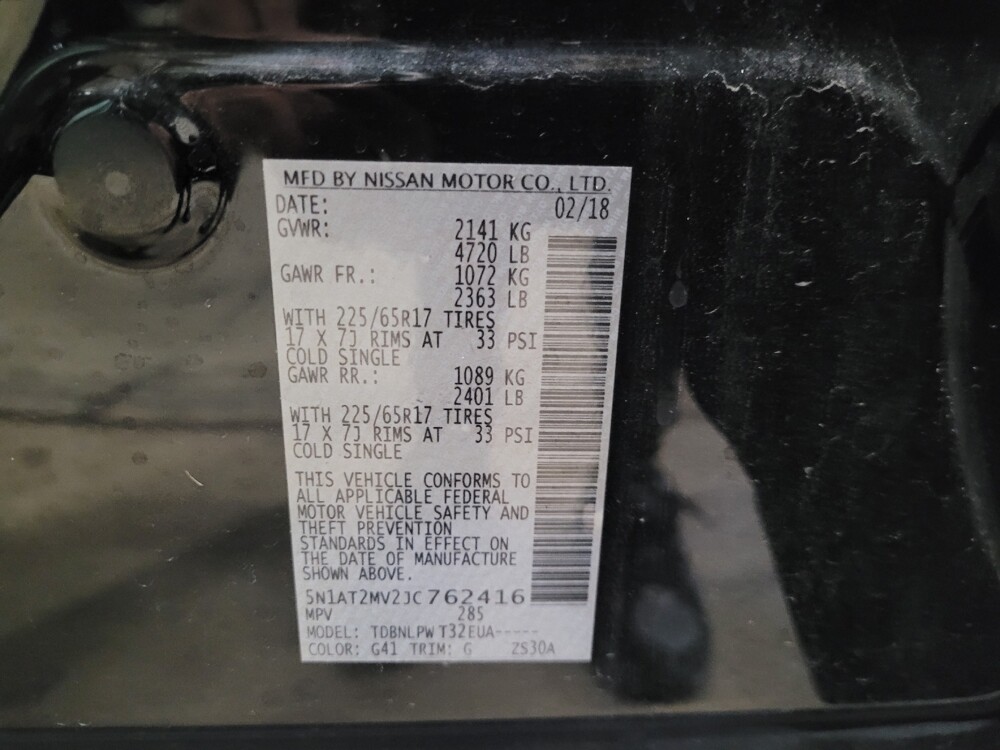 MFD BY NISSAN MOTOR CO., LTD.
DATE: 02/18
GVWR: 2141 KG
4720 LB
GAWR FR.: 1072 KG
2363 LB
WITH 225/65R17 TIRES
17 X 7J RIMS AT 33 PSI
COLD SINGLE
GAWR RR.: 1089 KG
2401 LB
WITH 225/65R17 TIRES
17 X 7J RIMS AT 33 PSI
COLD SINGLE
THIS VEHICLE CONFORMS TO
ALL APPLICABLE FEDERAL
MOTOR VEHICLE SAFETY AND
THEFT PREVENTION
STANDARDS IN EFFECT ON
THE DATE OF MANUFACTURE
SHOWN ABOVE.
5N1AT2MV2JC762416
MPV 285
MODEL: TDBNLPW T32EUA-----
COLOR: G41 TRIM: G ZS30A